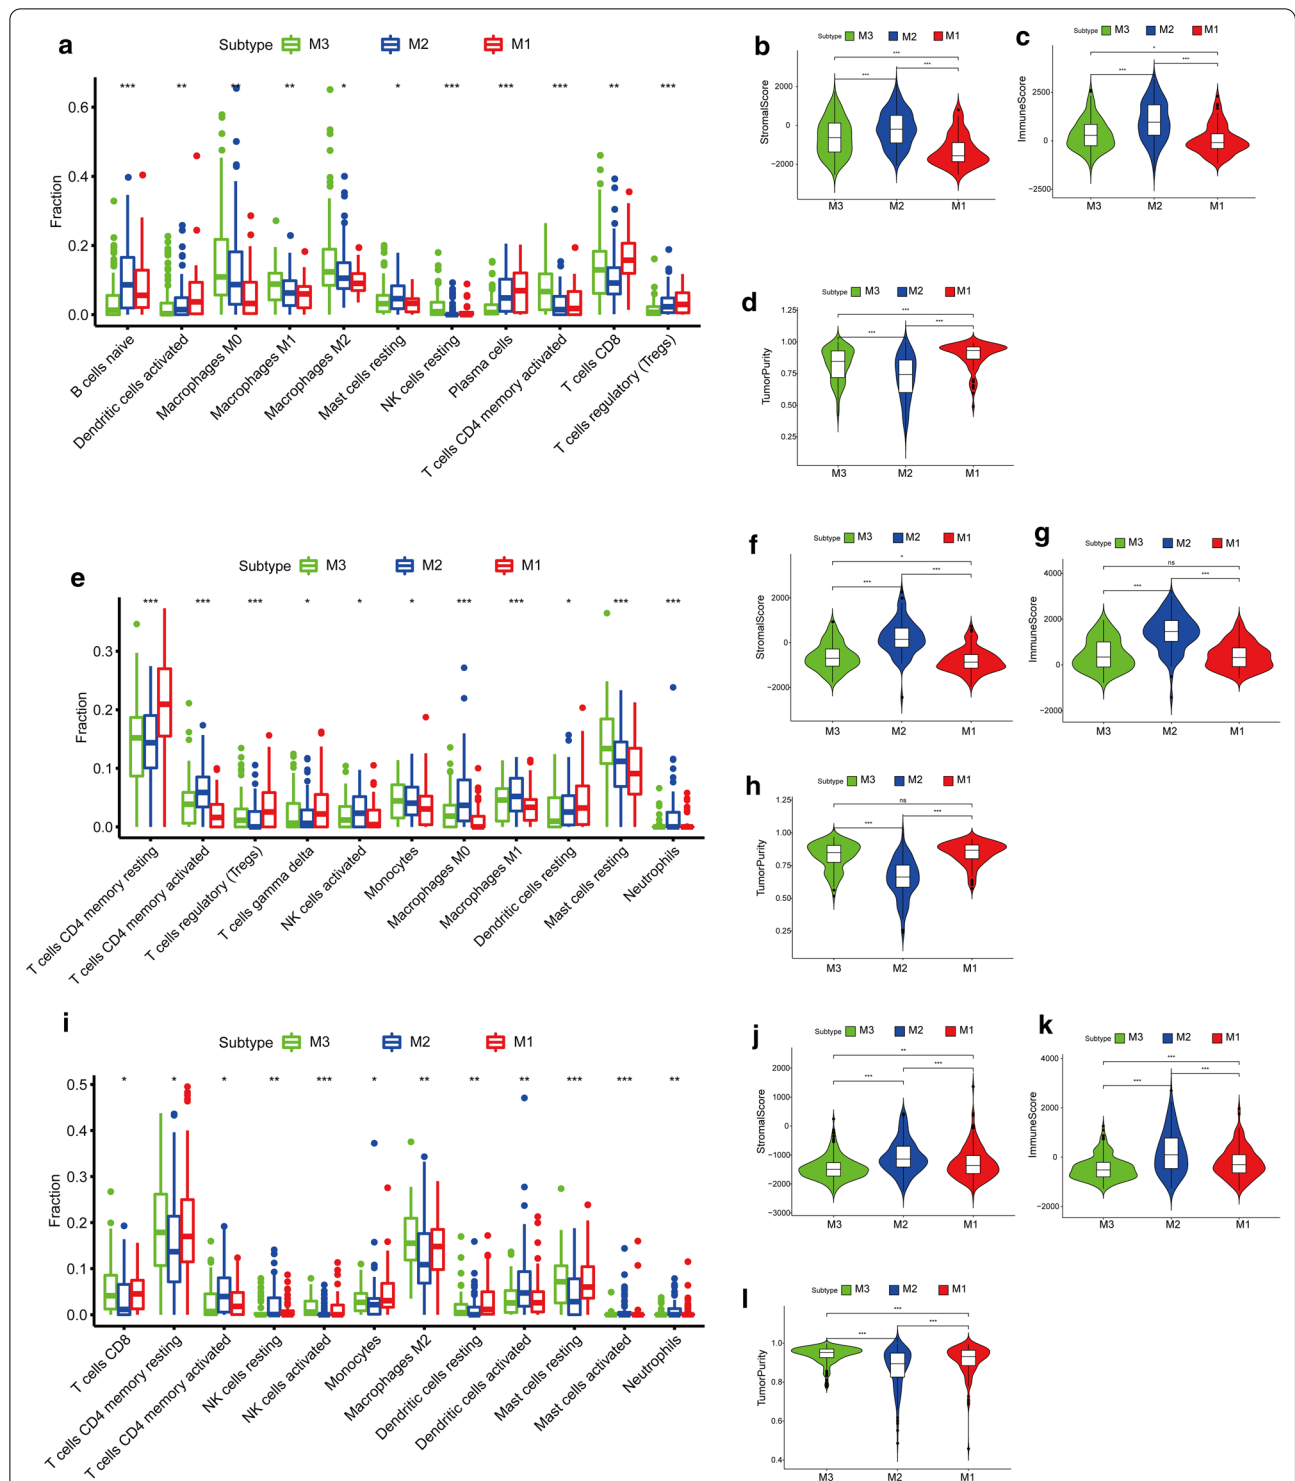 a
Subtype M3 M2 M1
*** ** ** ** * * *** *** *** ** ***
Fraction
0.6
0.4
0.2
0.0
B cells naive
Dendritic cells activated
Macrophages M0
Macrophages M1
Macrophages M2
Mast cells resting
NK cells resting
Plasma cells
T cells CD4 memory activated
T cells CD8
T cells regulatory (Tregs)
b
Subtype M3 M2 M1
***
*** ***
StromalScore
2000
0
−2000
M3 M2 M1
c
Subtype M3 M2 M1
*
*** ***
ImmuneScore
2500
0
−2500
M3 M2 M1
d
Subtype M3 M2 M1
***
*** ***
TumorPurity
1.25
1.00
0.75
0.50
0.25
M3 M2 M1
e
Subtype M3 M2 M1
*** *** *** * * * *** *** * *** ***
Fraction
0.3
0.2
0.1
0.0
T cells CD4 memory resting
T cells CD4 memory activated
T cells regulatory (Tregs)
T cells gamma delta
NK cells activated
Monocytes
Macrophages M0
Macrophages M1
Dendritic cells resting
Mast cells resting
Neutrophils
f
Subtype M3 M2 M1
*
*** ***
StromalScore
2000
0
−2000
M3 M2 M1
g
Subtype M3 M2 M1
ns
*** ***
ImmuneScore
4000
2000
0
−2000
M3 M2 M1
h
Subtype M3 M2 M1
ns
*** ***
TumorPurity
1.25
1.00
0.75
0.50
0.25
M3 M2 M1
i
Subtype M3 M2 M1
* * * ** *** * ** ** ** *** *** **
Fraction
0.5
0.4
0.3
0.2
0.1
0.0
T cells CD8
T cells CD4 memory resting
T cells CD4 memory activated
NK cells resting
NK cells activated
Monocytes
Macrophages M2
Dendritic cells resting
Dendritic cells activated
Mast cells resting
Mast cells activated
Neutrophils
j
Subtype M3 M2 M1
**
*** ***
StromalScore
2000
1000
0
−1000
−2000
−3000
M3 M2 M1
k
Subtype M3 M2 M1
***
*** ***
ImmuneScore
4000
2000
0
−2000
M3 M2 M1
l
Subtype M3 M2 M1
***
*** ***
TumorPurity
1.0
0.8
0.6
0.4
M3 M2 M1